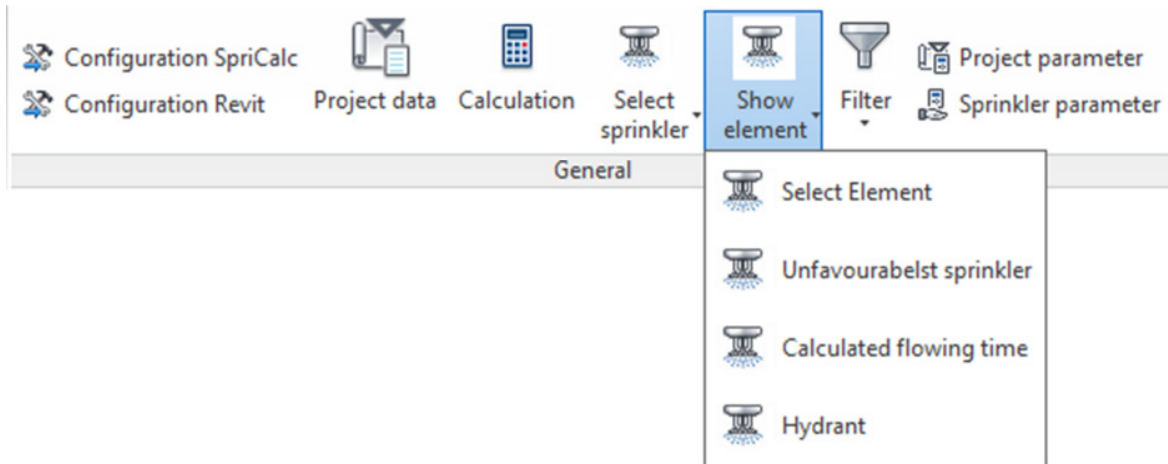 Configuration SpriCalc
Configuration Revit
Project data
Calculation
Select
sprinkler
Show
element
Filter
Project parameter
Sprinkler parameter
General
Select Element
Unfavourabelst sprinkler
Calculated flowing time
Hydrant